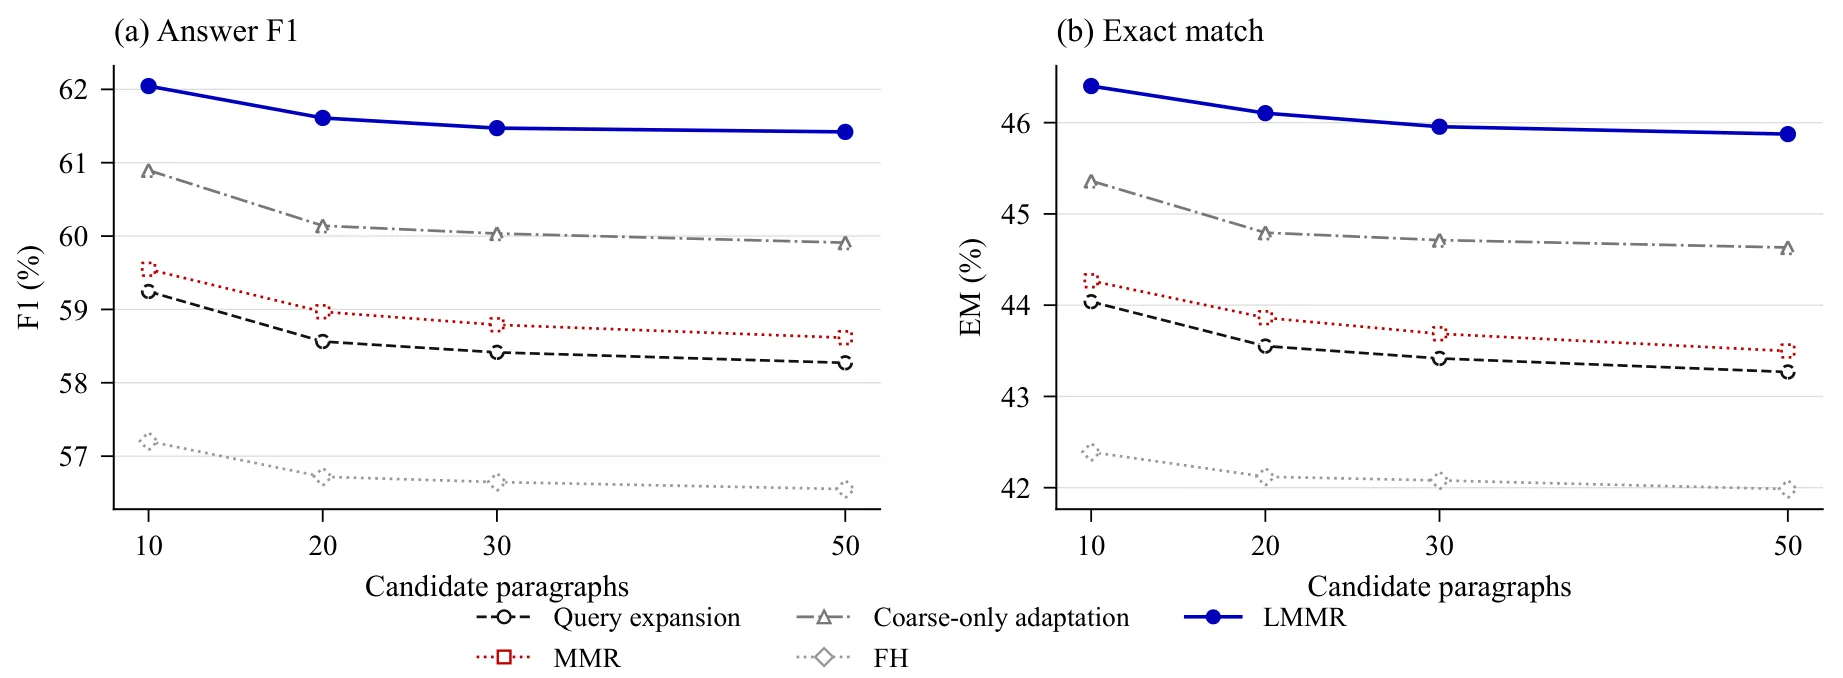 (a) Answer F1
62
61
60
59
58
57
F1 (%)
10 20 30 50
Candidate paragraphs
(b) Exact match
46
45
44
43
42
EM (%)
10 20 30 50
Candidate paragraphs
Query expansion
Coarse-only adaptation
LMMR
MMR
FH